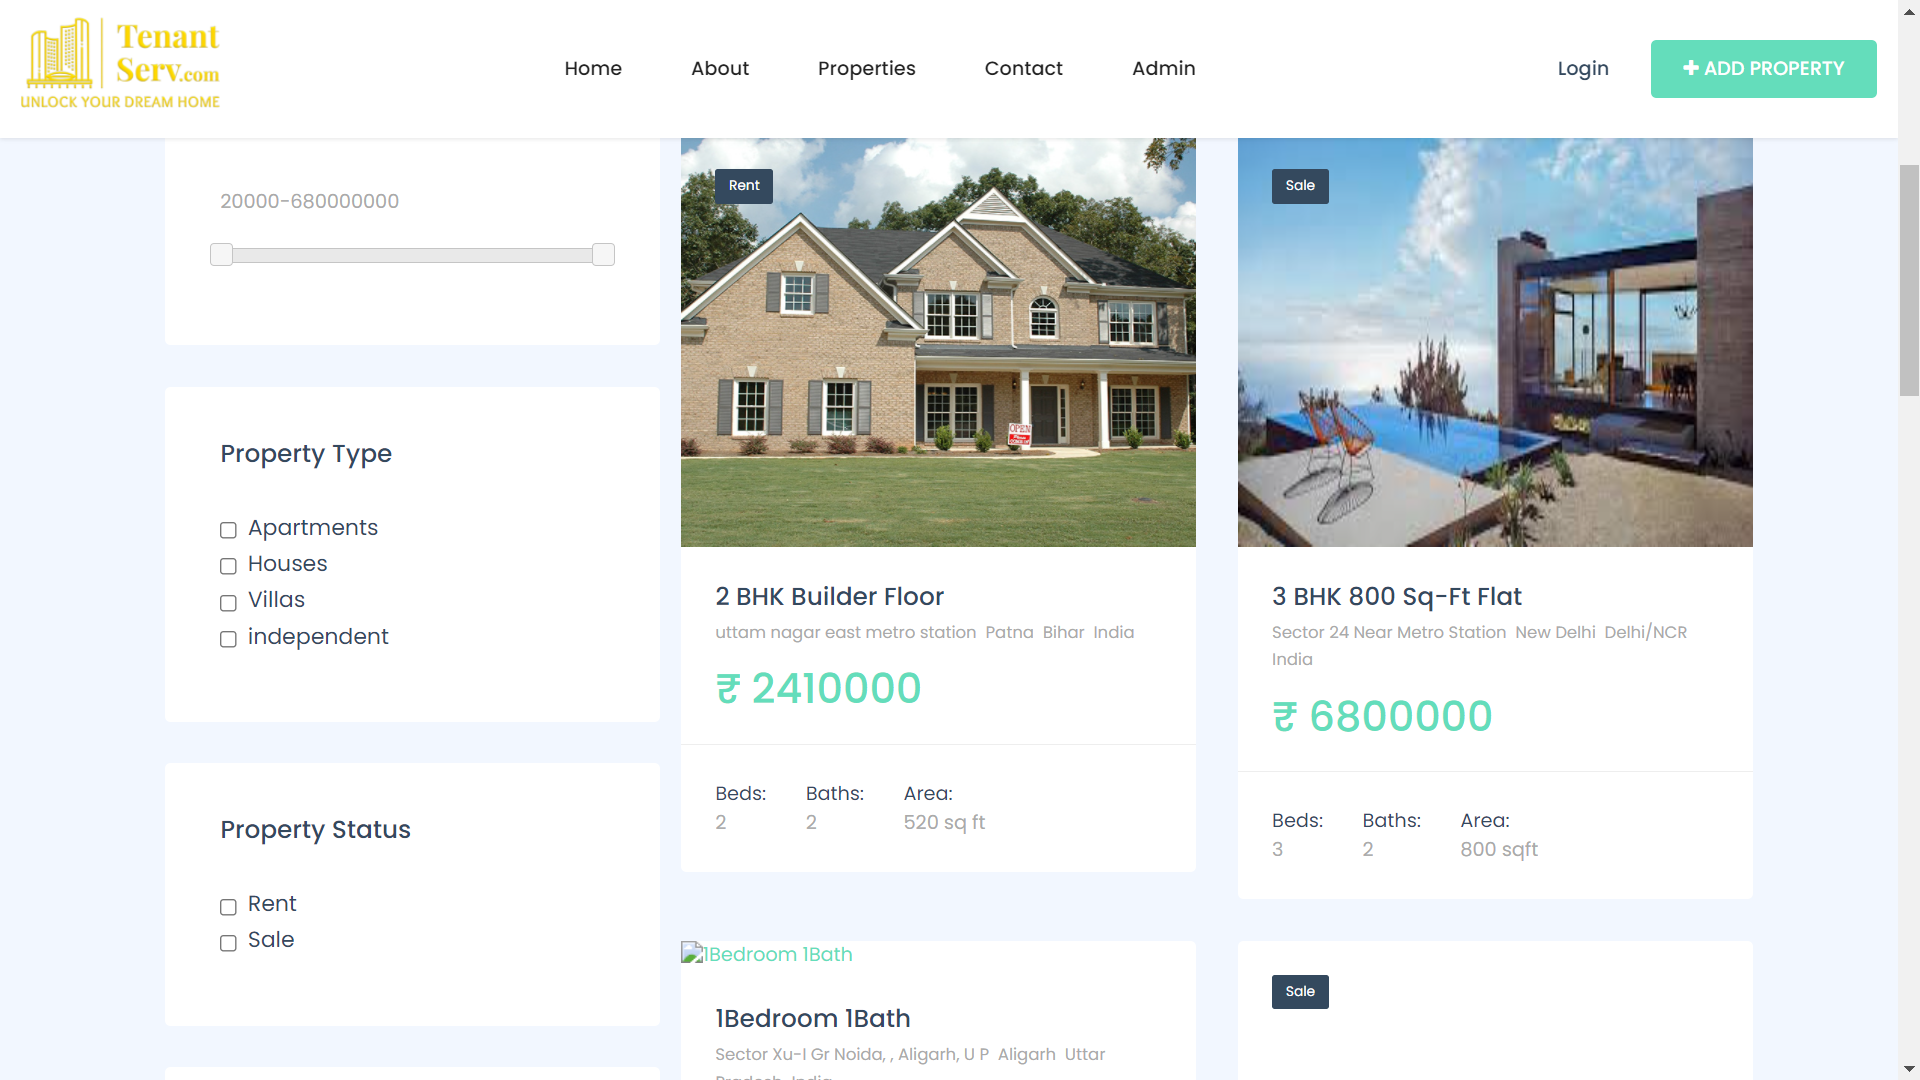 Tenant
Serv.com
UNLOCK YOUR DREAM HOME
Home
About
Properties
Contact
Admin
Login
ADD PROPERTY
20000-680000000
Property Type
Apartments
Houses
Villas
independent
Property Status
Rent
Sale
Rent
OPEN
2 BHK Builder Floor
uttam nagar east metro station Patna Bihar India
₹ 2410000
Beds:
Baths:
Area:
2
2
520 sq ft
Sale
3 BHK 800 Sq-Ft Flat
Sector 24 Near Metro Station New Delhi Delhi/NCR
India
₹ 6800000
Beds:
Baths:
Area:
3
2
800 sqft
1Bedroom 1Bath
1Bedroom 1Bath
Sector Xu-I Gr Noida, , Aligarh, U P Aligarh Uttar
Pradesh India
Sale